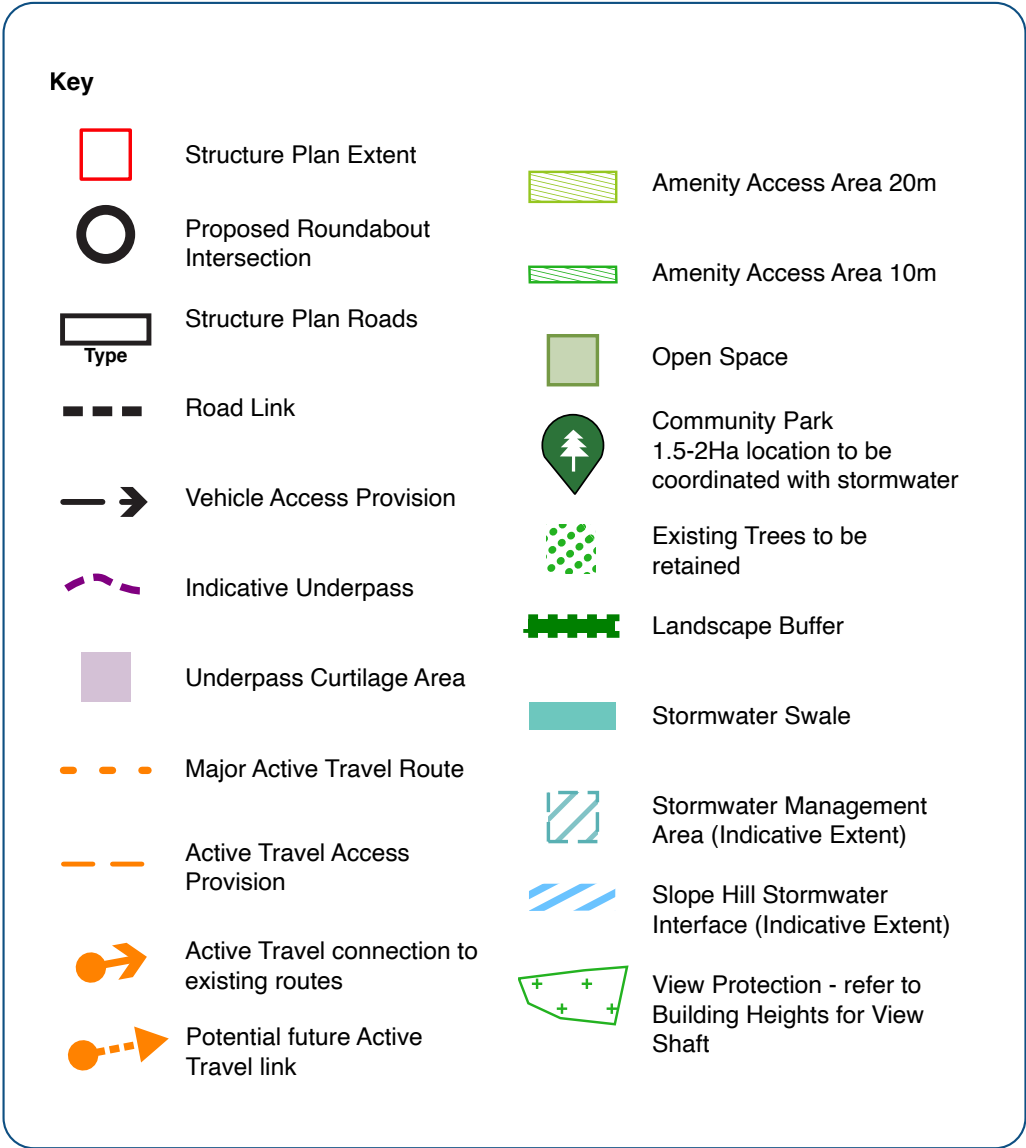 Key
Structure Plan Extent
Proposed Roundabout
Intersection
Structure Plan Roads
Type
Road Link
Vehicle Access Provision
Indicative Underpass
Underpass Curtilage Area
Major Active Travel Route
Active Travel Access
Provision
Active Travel connection to
existing routes
Potential future Active
Travel link
Amenity Access Area 20m
Amenity Access Area 10m
Open Space
Community Park
1.5-2Ha location to be
coordinated with stormwater
Existing Trees to be
retained
Landscape Buffer
Stormwater Swale
Stormwater Management
Area (Indicative Extent)
Slope Hill Stormwater
Interface (Indicative Extent)
View Protection - refer to
Building Heights for View
Shaft